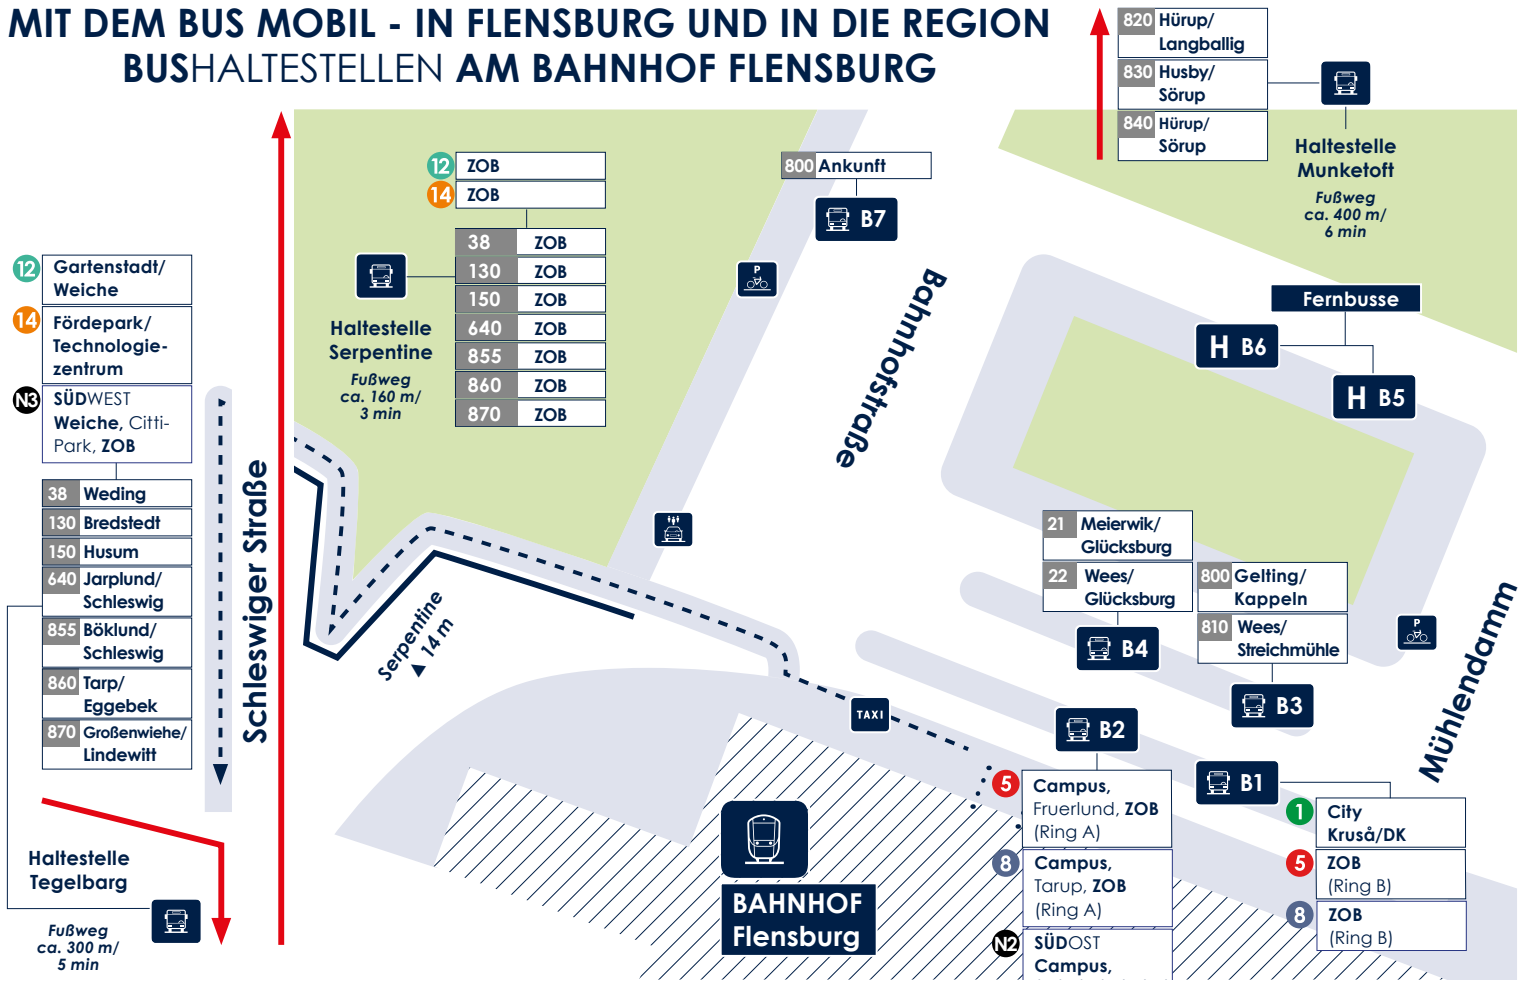 MIT DEM BUS MOBIL - IN FLENSBURG UND IN DIE REGION
BUSHALTESTELLEN AM BAHNHOF FLENSBURG
820 Hürup/
Langballig
830 Husby/
Sörup
840 Hürup/
Sörup
Haltestelle
Munketoft
Fußweg
ca. 400 m/
6 min
12 ZOB
14 ZOB
38 ZOB
130 ZOB
150 ZOB
640 ZOB
855 ZOB
860 ZOB
870 ZOB
Haltestelle
Serpentine
Fußweg
ca. 160 m/
3 min
800 Ankunft
B7
P
Bahnhofstraße
Fernbusse
H B6
H B5
12 Gartenstadt/
Weiche
14 Fördepark/
Technologie-
zentrum
N3 SÜDWEST
Weiche, Citti-
Park, ZOB
38 Weding
130 Bredstedt
150 Husum
640 Jarplund/
Schleswig
855 Böklund/
Schleswig
860 Tarp/
Eggebek
870 Großenwiehe/
Lindewitt
Haltestelle
Tegelbarg
Fußweg
ca. 300 m/
5 min
Schleswiger Straße
Serpentine
▲ 14 m
21 Meierwik/
Glücksburg
22 Wees/
Glücksburg
B4
800 Gelting/
Kappeln
810 Wees/
Streichmühle
B3
P
Mühlendamm
TAXI
B2
5 Campus,
Fruerlund, ZOB
(Ring A)
8 Campus,
Tarup, ZOB
(Ring A)
N2 SÜDOST
Campus,
B1
1 City
Kruså/DK
5 ZOB
(Ring B)
8 ZOB
(Ring B)
BAHNHOF
Flensburg